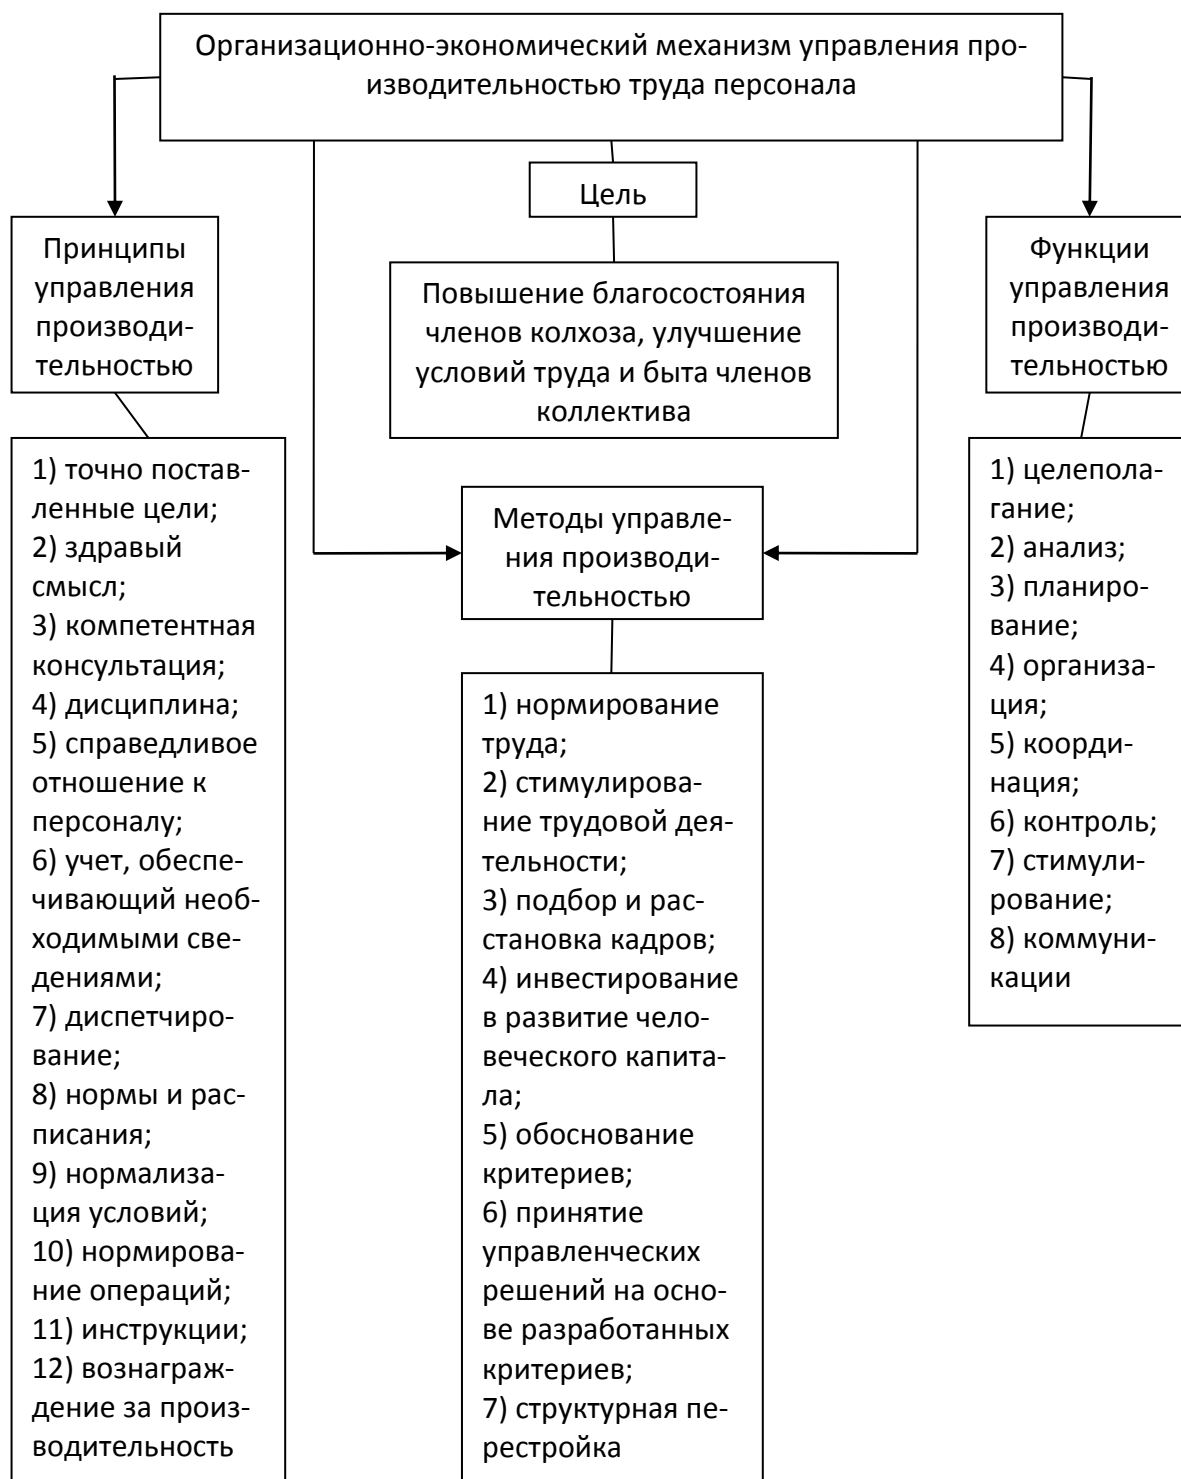 Организационно-экономический механизм управления про-
изводительностью труда персонала
Цель
Принципы
управления
производи-
тельностью
Повышение благосостояния
членов колхоза, улучшение
условий труда и быта членов
коллектива
Функции
управления
производи-
тельностью
1) точно постав-
ленные цели;
2) здравый
смысл;
3) компетентная
консультация;
4) дисциплина;
5) справедливое
отношение к
персоналу;
6) учет, обеспе-
чивающий необ-
ходимыми све-
дениями;
7) диспетчиро-
вание;
8) нормы и рас-
писания;
9) нормализа-
ция условий;
10) нормирова-
ние операций;
11) инструкции;
12) вознаграж-
дение за произ-
водительность
Методы управле-
ния производи-
тельностью
1) нормирование
труда;
2) стимулирова-
ние трудовой дея-
тельности;
3) подбор и рас-
становка кадров;
4) инвестирование
в развитие чело-
веческого капита-
ла;
5) обоснование
критериев;
6) принятие
управленческих
решений на осно-
ве разработанных
критериев;
7) структурная пе-
рестройка
1) целепола-
гание;
2) анализ;
3) планиро-
вание;
4) организа-
ция;
5) коорди-
нация;
6) контроль;
7) стимули-
рование;
8) коммуни-
кации